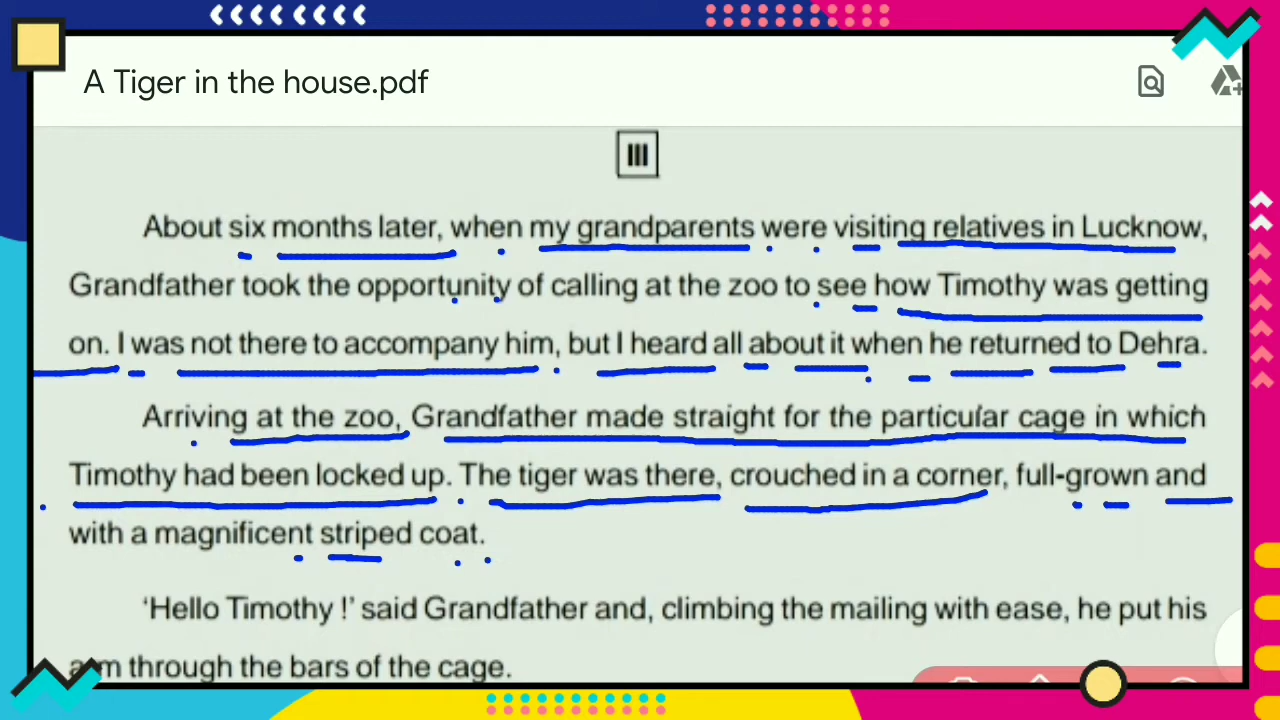 A Tiger in the house.pdf
III
About six months later, when my grandparents were visiting relatives in Lucknow,
Grandfather took the opportunity of calling at the zoo to see how Timothy was getting
on. I was not there to accompany him, but I heard all about it when he returned to Dehra.
Arriving at the zoo, Grandfather made straight for the particular cage in which
Timothy had been locked up. The tiger was there, crouched in a corner, full-grown and
with a magnificent striped coat.
‘Hello Timothy !’ said Grandfather and, climbing the mailing with ease, he put his
arm through the bars of the cage.